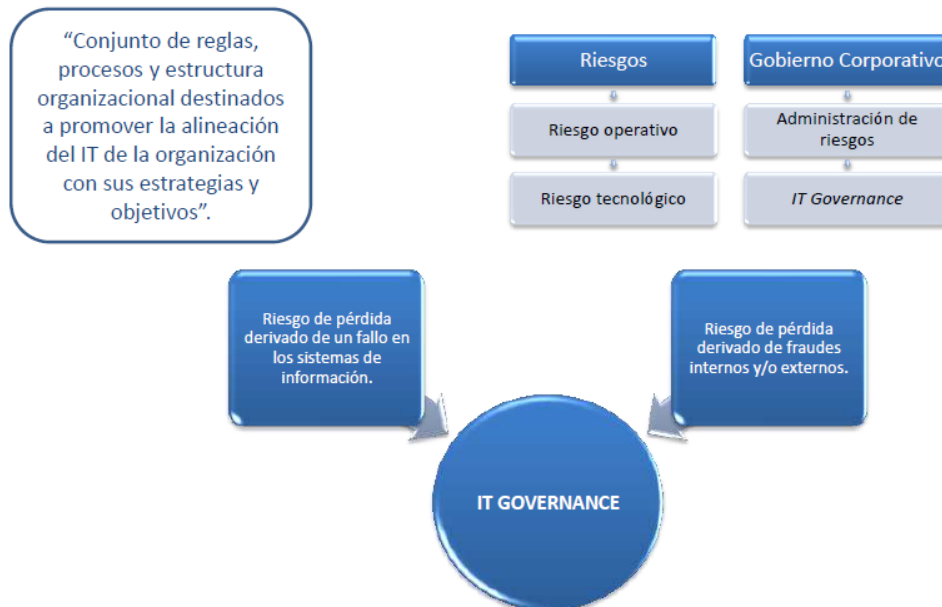 “Conjunto de reglas,
procesos y estructura
organizacional destinados
a promover la alineación
del IT de la organización
con sus estrategias y
objetivos”.
Riesgos
Riesgo operativo
Riesgo tecnológico
Gobierno Corporativo
Administración de
riesgos
IT Governance
Riesgo de pérdida
derivado de un fallo en
los sistemas de
información.
Riesgo de pérdida
derivado de fraudes
internos y/o externos.
IT GOVERNANCE